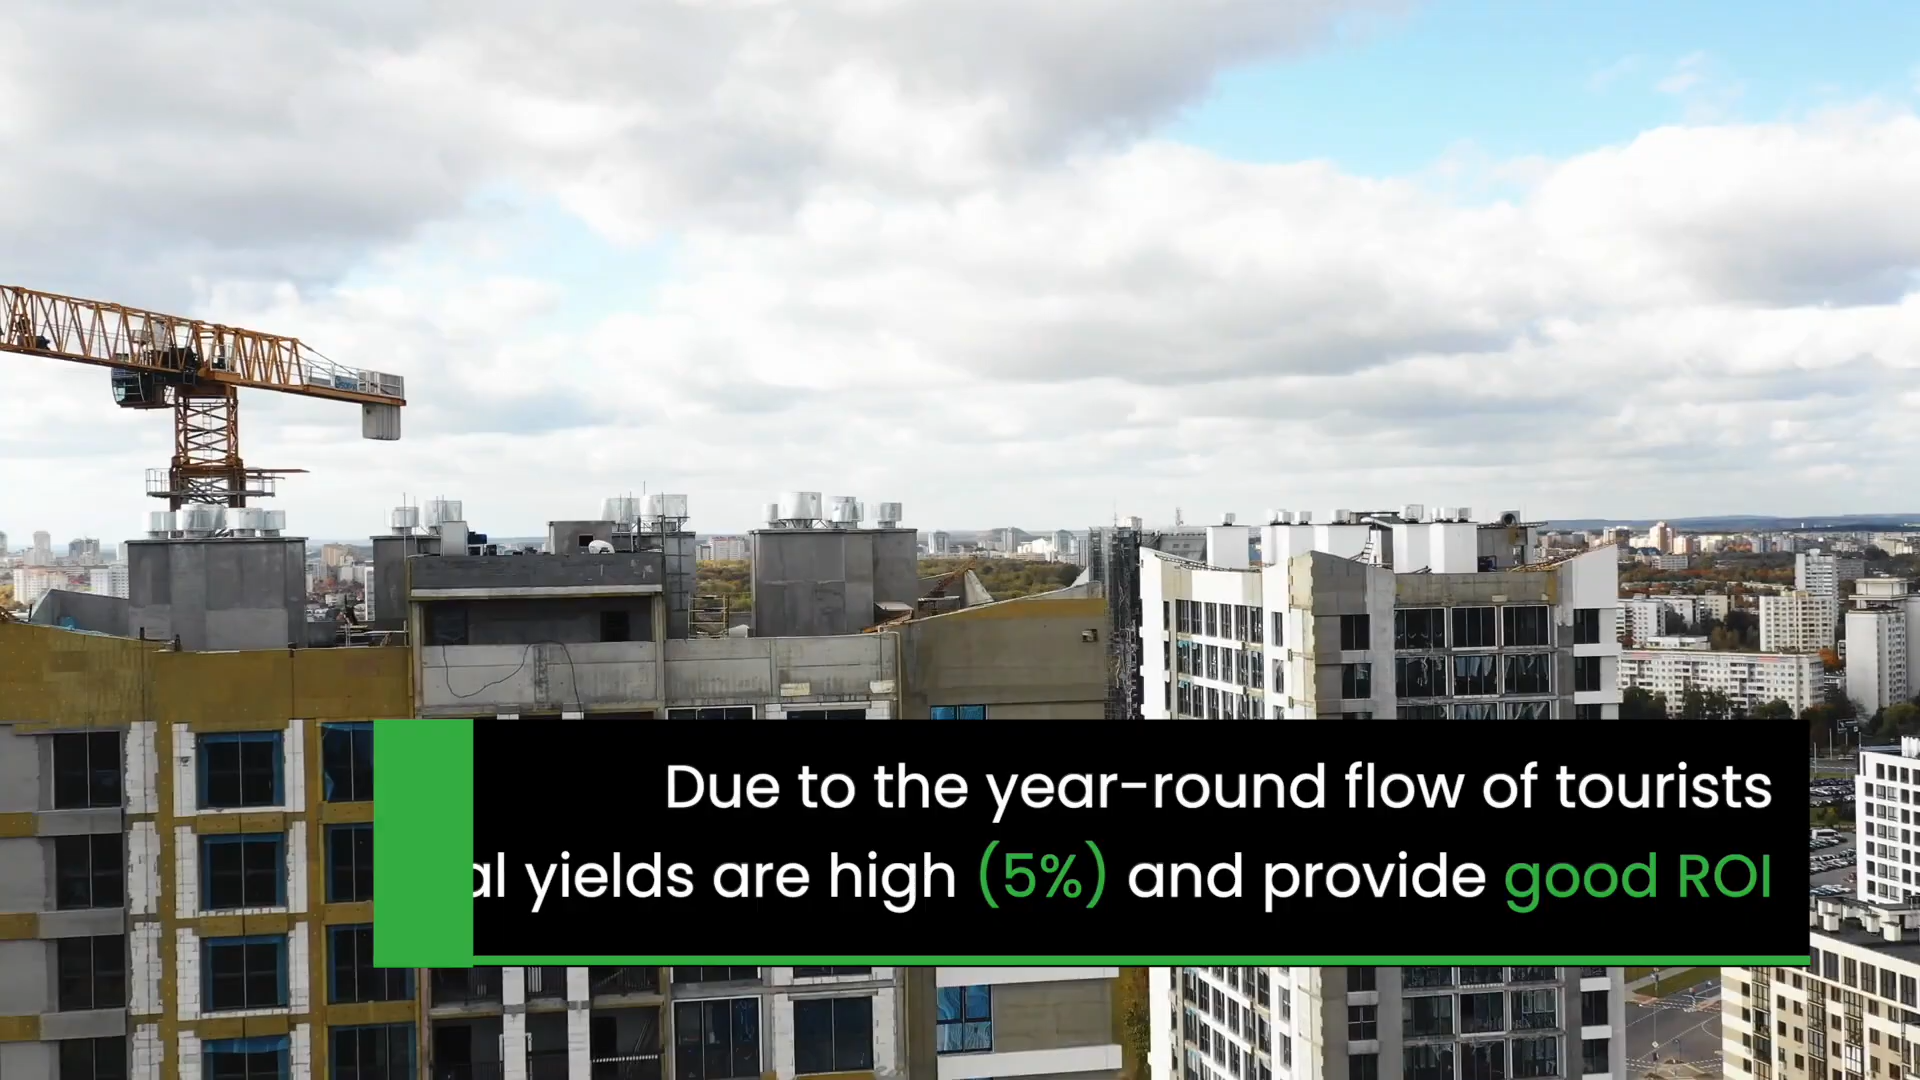 Due to the year-round flow of tourists
yields are high (5%) and provide good ROI